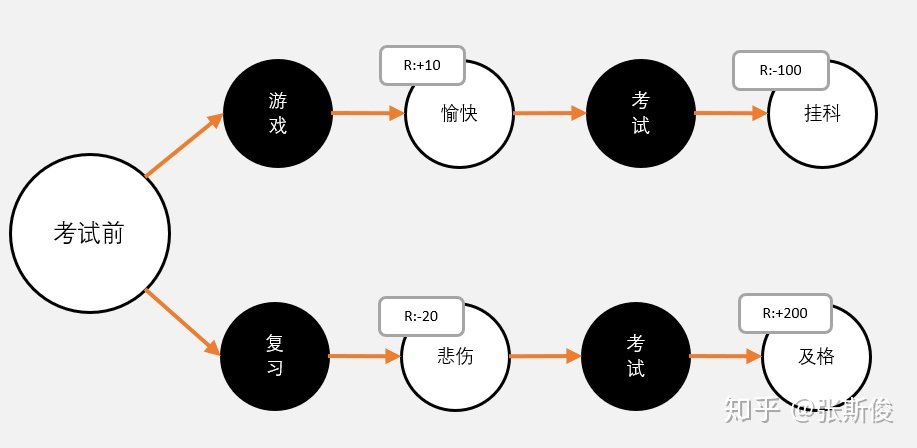 游
戏
R:+10
愉快
考
试
R:-100
挂科
考试前
复
习
R:-20
悲伤
考
试
R:+200
及格
知乎 @张斯俊